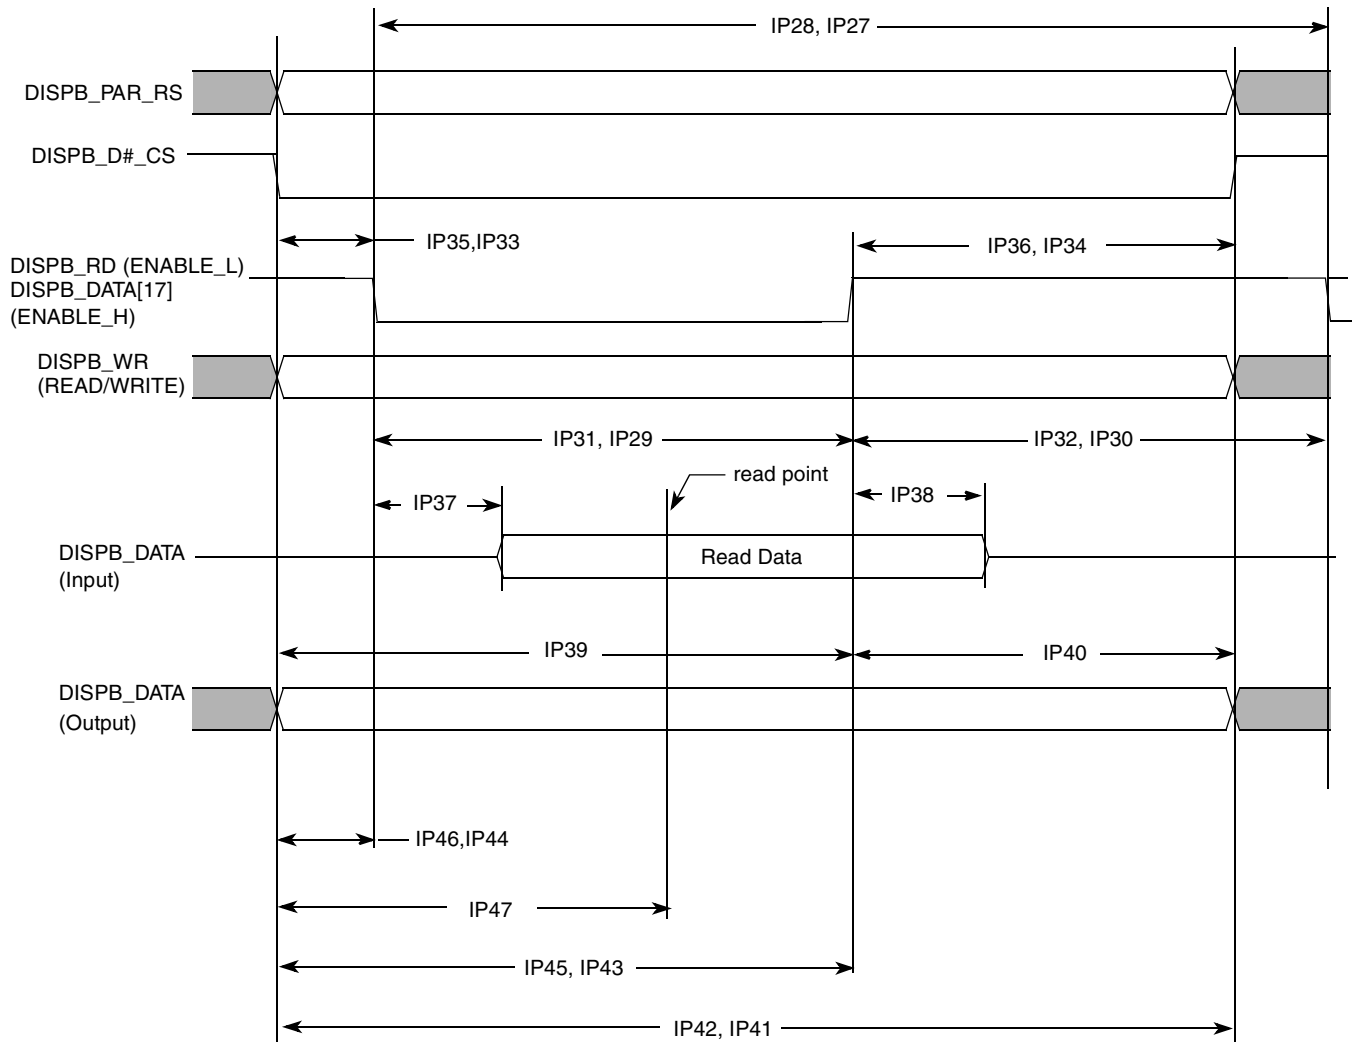 IP28, IP27
DISPB_PAR_RS
DISPB_D#_CS
IP35,IP33
IP36, IP34
DISPB_RD (ENABLE_L)
DISPB_DATA[17]
(ENABLE_H)
DISPB_WR
(READ/WRITE)
IP31, IP29
IP32, IP30
read point
IP37
IP38
DISPB_DATA
(Input)
Read Data
IP39
IP40
DISPB_DATA
(Output)
IP46,IP44
IP47
IP45, IP43
IP42, IP41